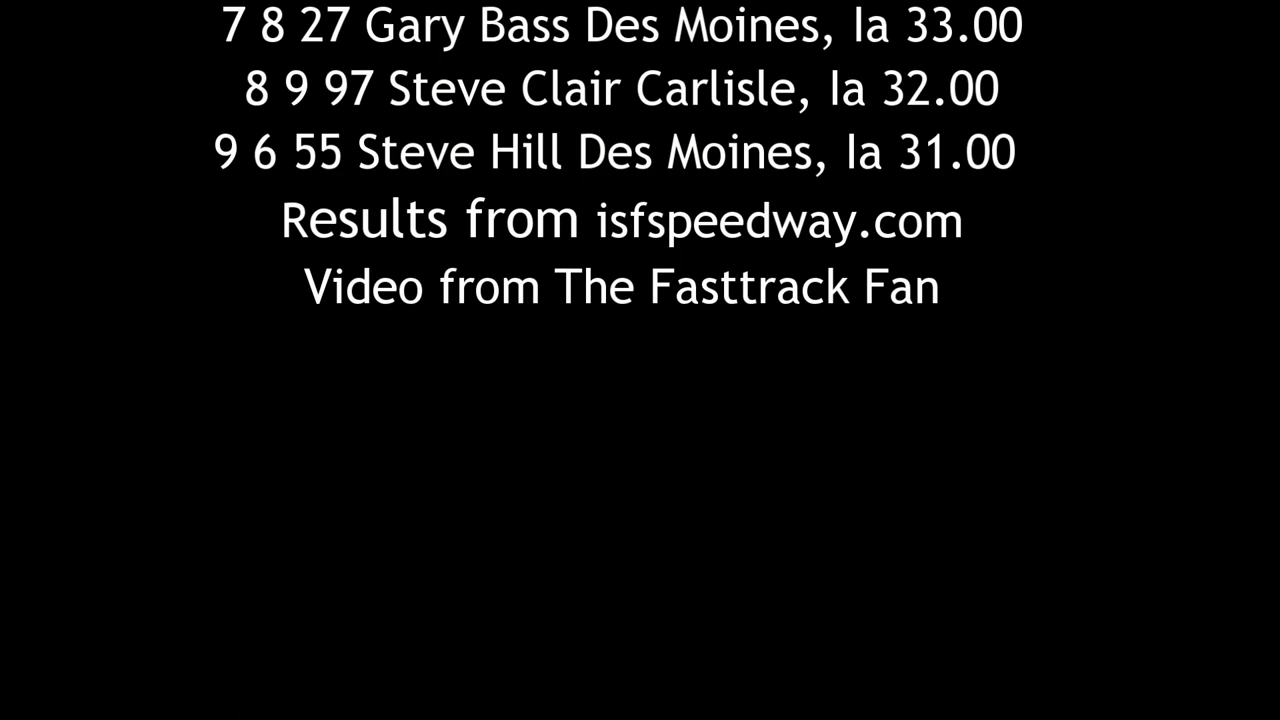 7 8 27 Gary Bass Des Moines, Ia 33.00
8 9 97 Steve Clair Carlisle, Ia 32.00
9 6 55 Steve Hill Des Moines, Ia 31.00
Results from isfspeedway.com
Video from The Fasttrack Fan